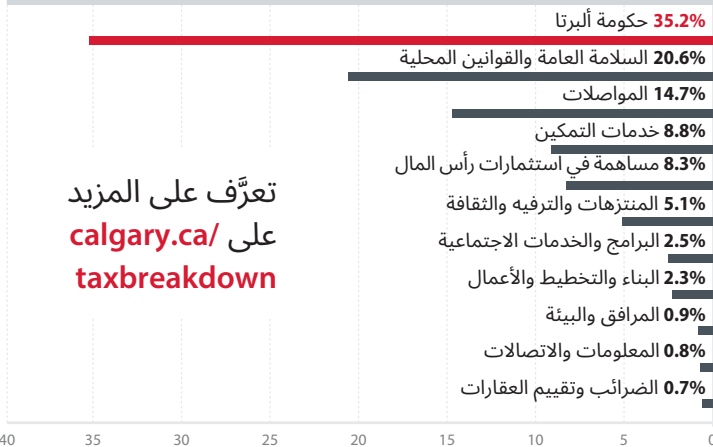 35.2% حكومة ألبرتا
20.6% السلامة العامة والقوانين المحلية
14.7% المواصلات
8.8% خدمات التمكين
8.3% مساهمة في استثمارات رأس المال
5.1% المنتزهات والترفيه والثقافة
2.5% البرامج والخدمات الاجتماعية
2.3% البناء والتخطيط والأعمال
0.9% المرافق والبيئة
0.8% المعلومات والاتصالات
0.7% الضرائب وتقييم العقارات
تعرَّف على المزيد
على calgary.ca/
taxbreakdown
40 35 30 25 20 15 10 5 0